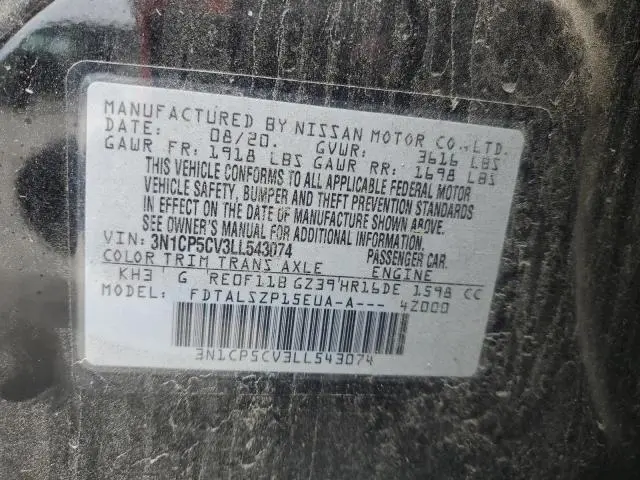 MANUFACTURED BY NISSAN MOTOR CO.,LTD.
DATE: 08/20. GVWR: 3616 LBS
GAWR FR: 1918 LBS GAWR RR: 1698 LBS
THIS VEHICLE CONFORMS TO ALL APPLICABLE FEDERAL MOTOR
VEHICLE SAFETY, BUMPER AND THEFT PREVENTION STANDARDS
IN EFFECT ON THE DATE OF MANUFACTURE SHOWN ABOVE.
SEE OWNER'S MANUAL FOR ADDITIONAL INFORMATION.
VIN: 3N1CP5CV3LL543074 PASSENGER CAR.
COLOR TRIM TRANS AXLE ENGINE
KH3 G RE0F11B GZ39 HR16DE 1598 CC
MODEL: FDTALSZP15EUA-A--- 42000
3N1CP5CV3LL543074